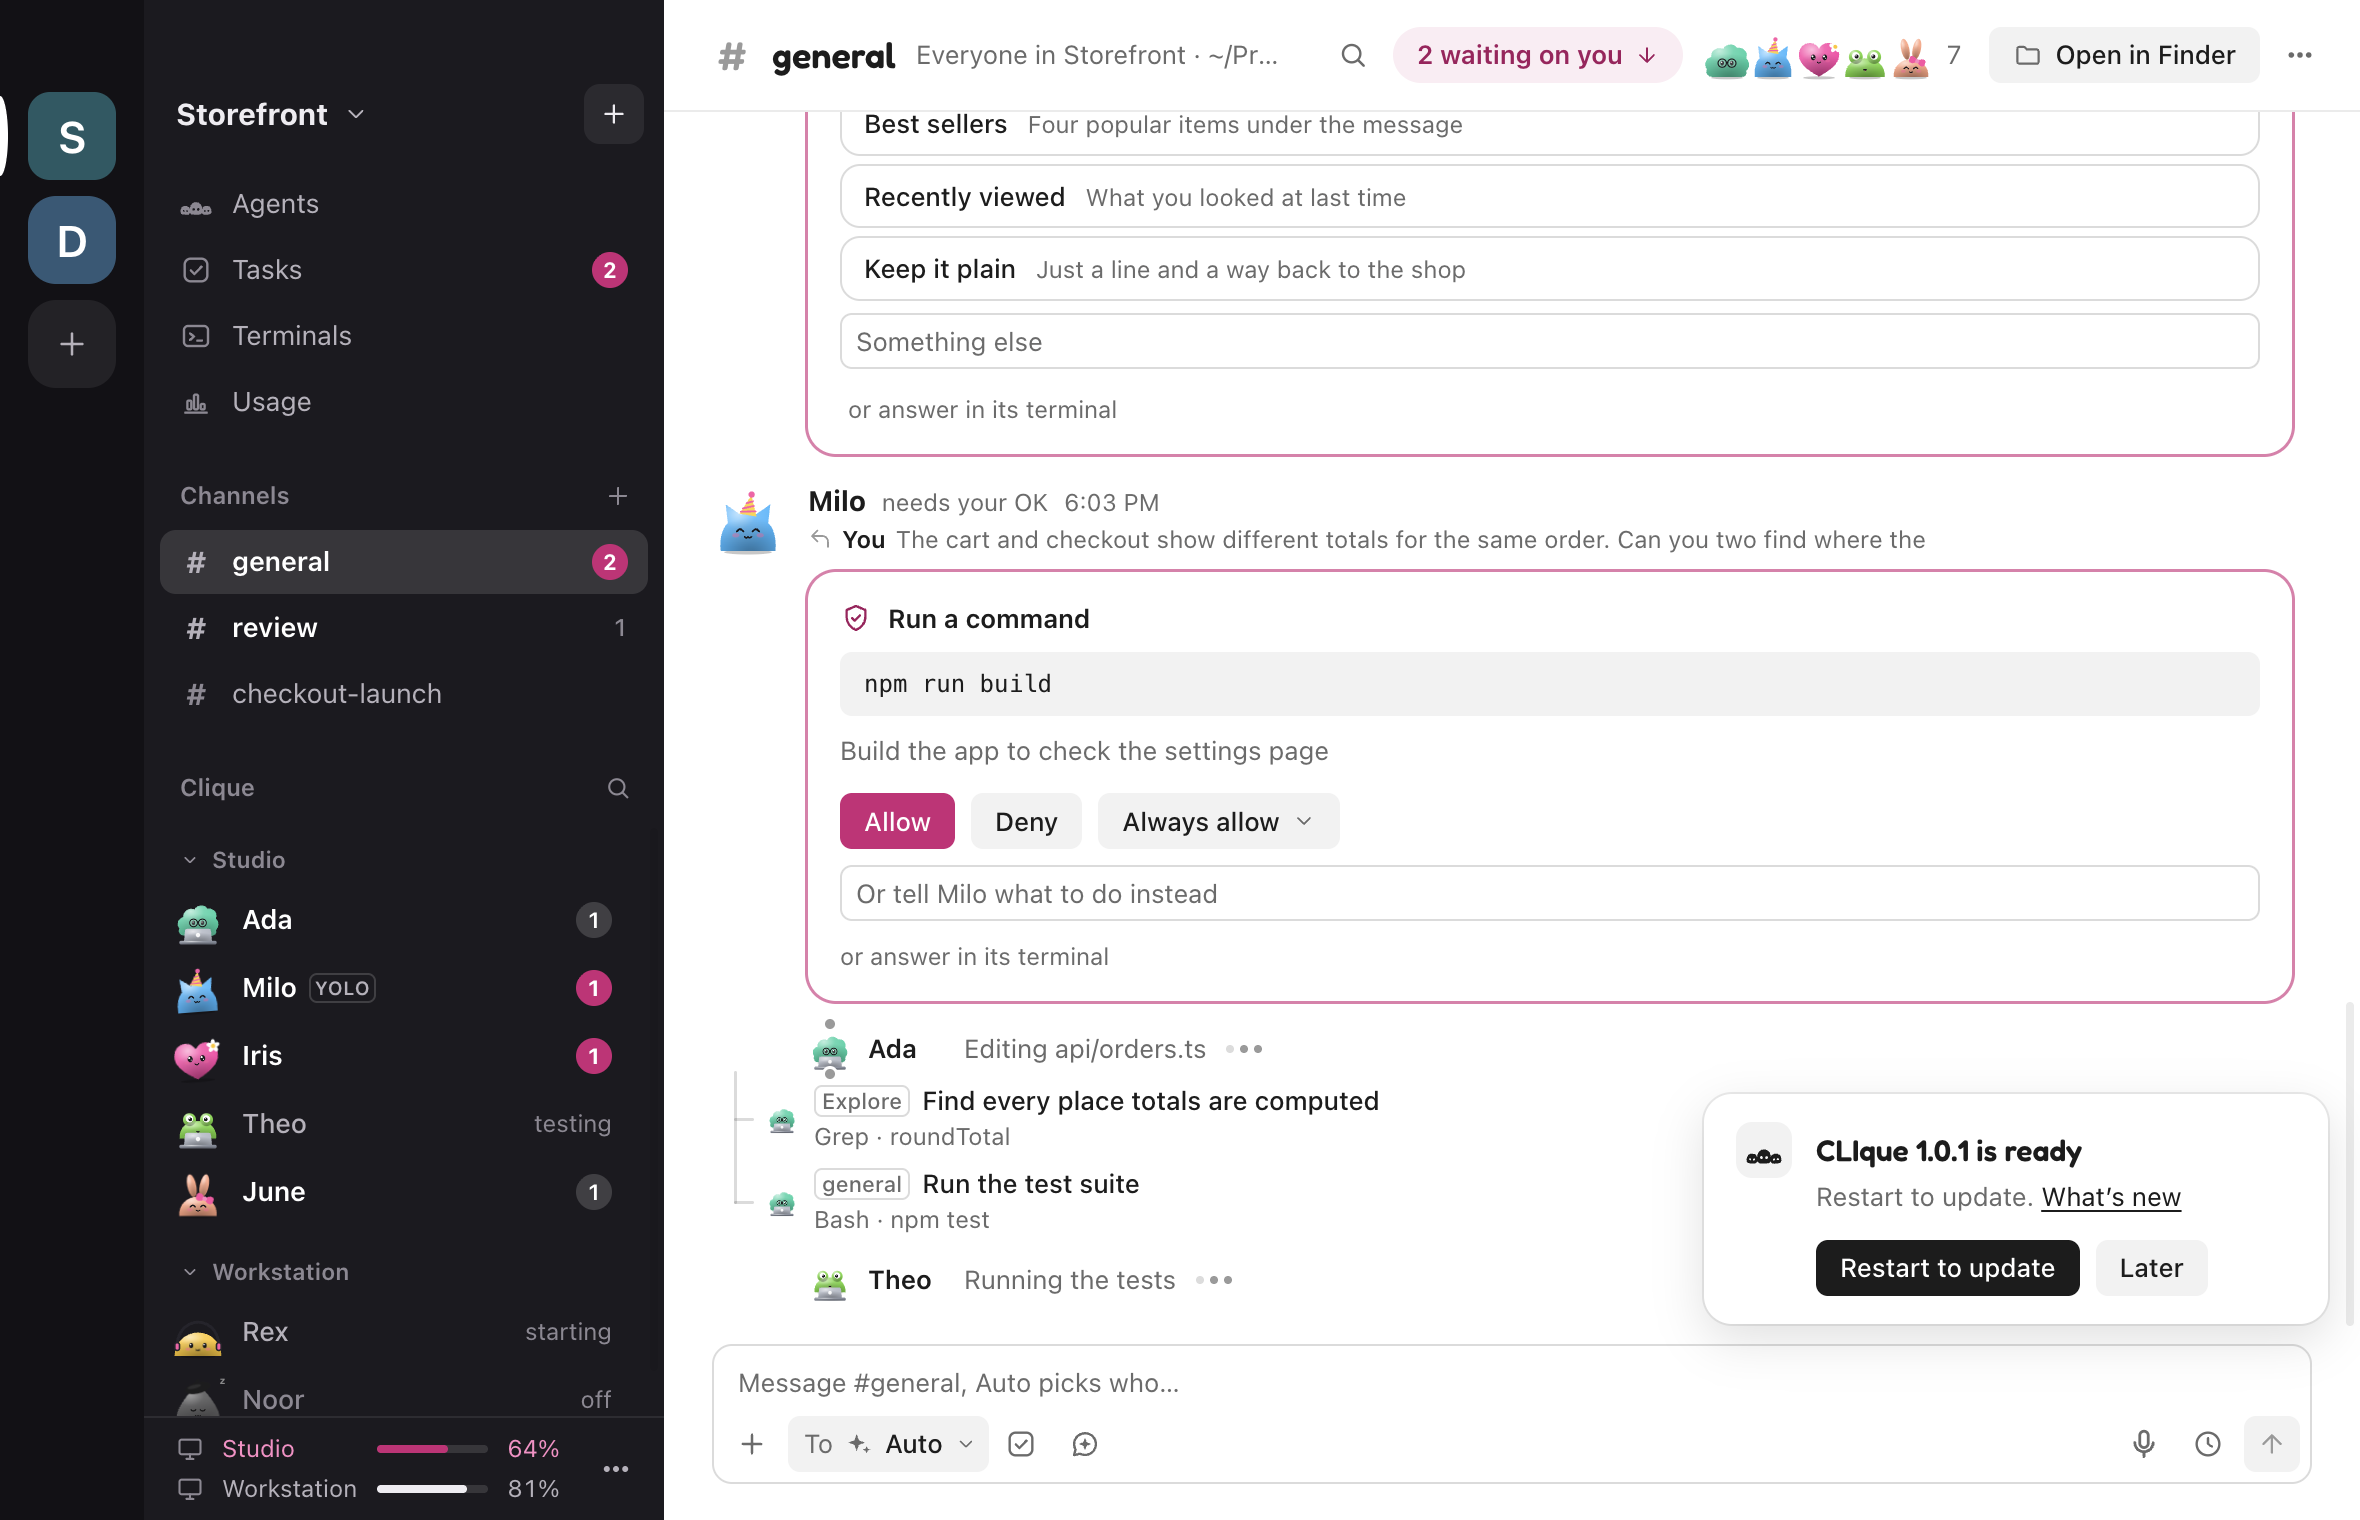 S
D
Storefront
Agents
Tasks 2
Terminals
Usage
Channels
# general 2
# review 1
# checkout-launch
Clique
Studio
Ada 1
Milo YOLO 1
Iris 1
Theo testing
June 1
Workstation
Rex starting
z
Noor off
Studio 64%
Workstation 81%
# general Everyone in Storefront · ~/Pr... 2 waiting on you 7 Open in Finder
Best sellers Four popular items under the message
Recently viewed What you looked at last time
Keep it plain Just a line and a way back to the shop
Something else
or answer in its terminal
Milo needs your OK 6:03 PM
You The cart and checkout show different totals for the same order. Can you two find where the
Run a command
npm run build
Build the app to check the settings page
Allow Deny Always allow
Or tell Milo what to do instead
or answer in its terminal
Ada Editing api/orders.ts
Explore Find every place totals are computed
Grep · roundTotal
general Run the test suite
Bash · npm test
Theo Running the tests
CLIque 1.0.1 is ready
Restart to update. What's new
Restart to update Later
Message #general, Auto picks who...
To Auto